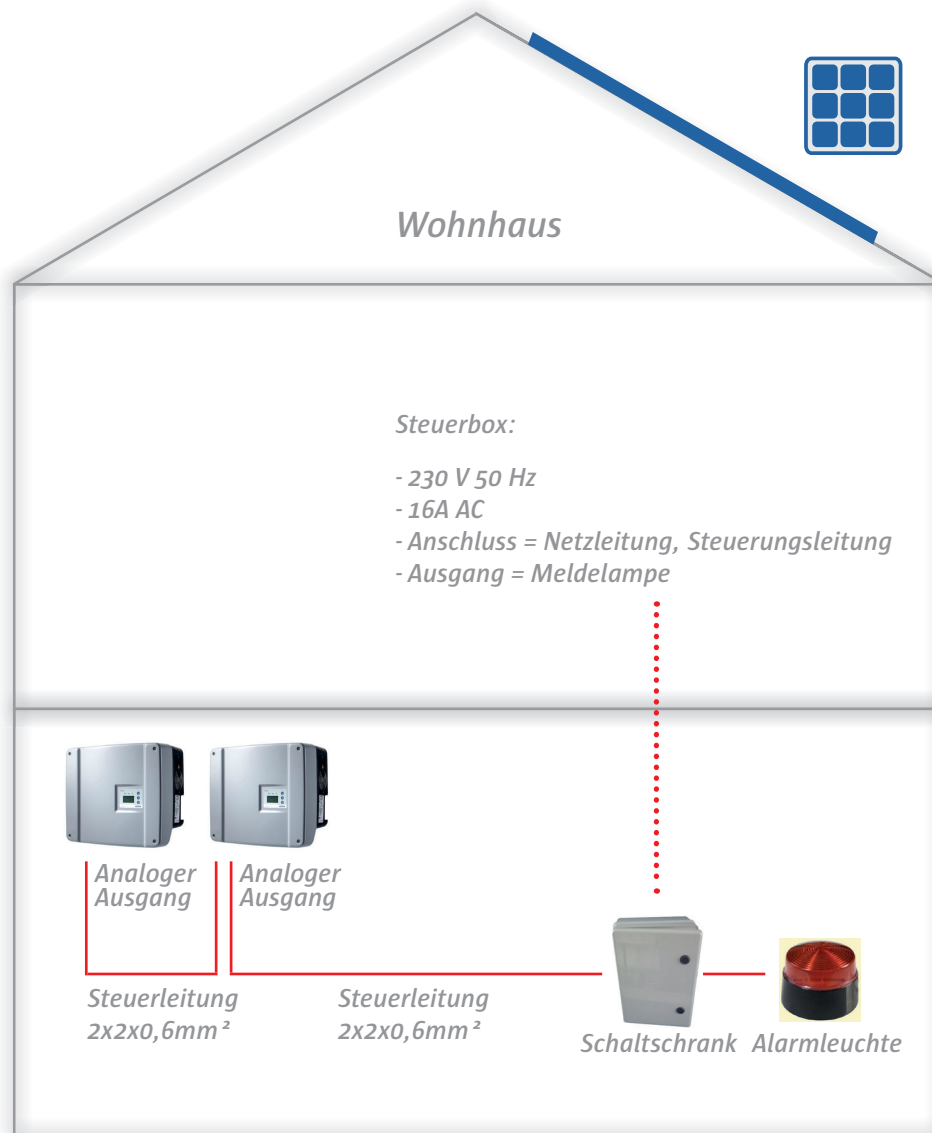 Wohnhaus
Steuerbox:
- 230 V 50 Hz
- 16A AC
- Anschluss = Netzleitung, Steuerungsleitung
- Ausgang = Meldelampe
Analoger
Ausgang
Analoger
Ausgang
Steuerleitung
2x2x0,6mm²
Steuerleitung
2x2x0,6mm²
Schaltschrank
Alarmleuchte